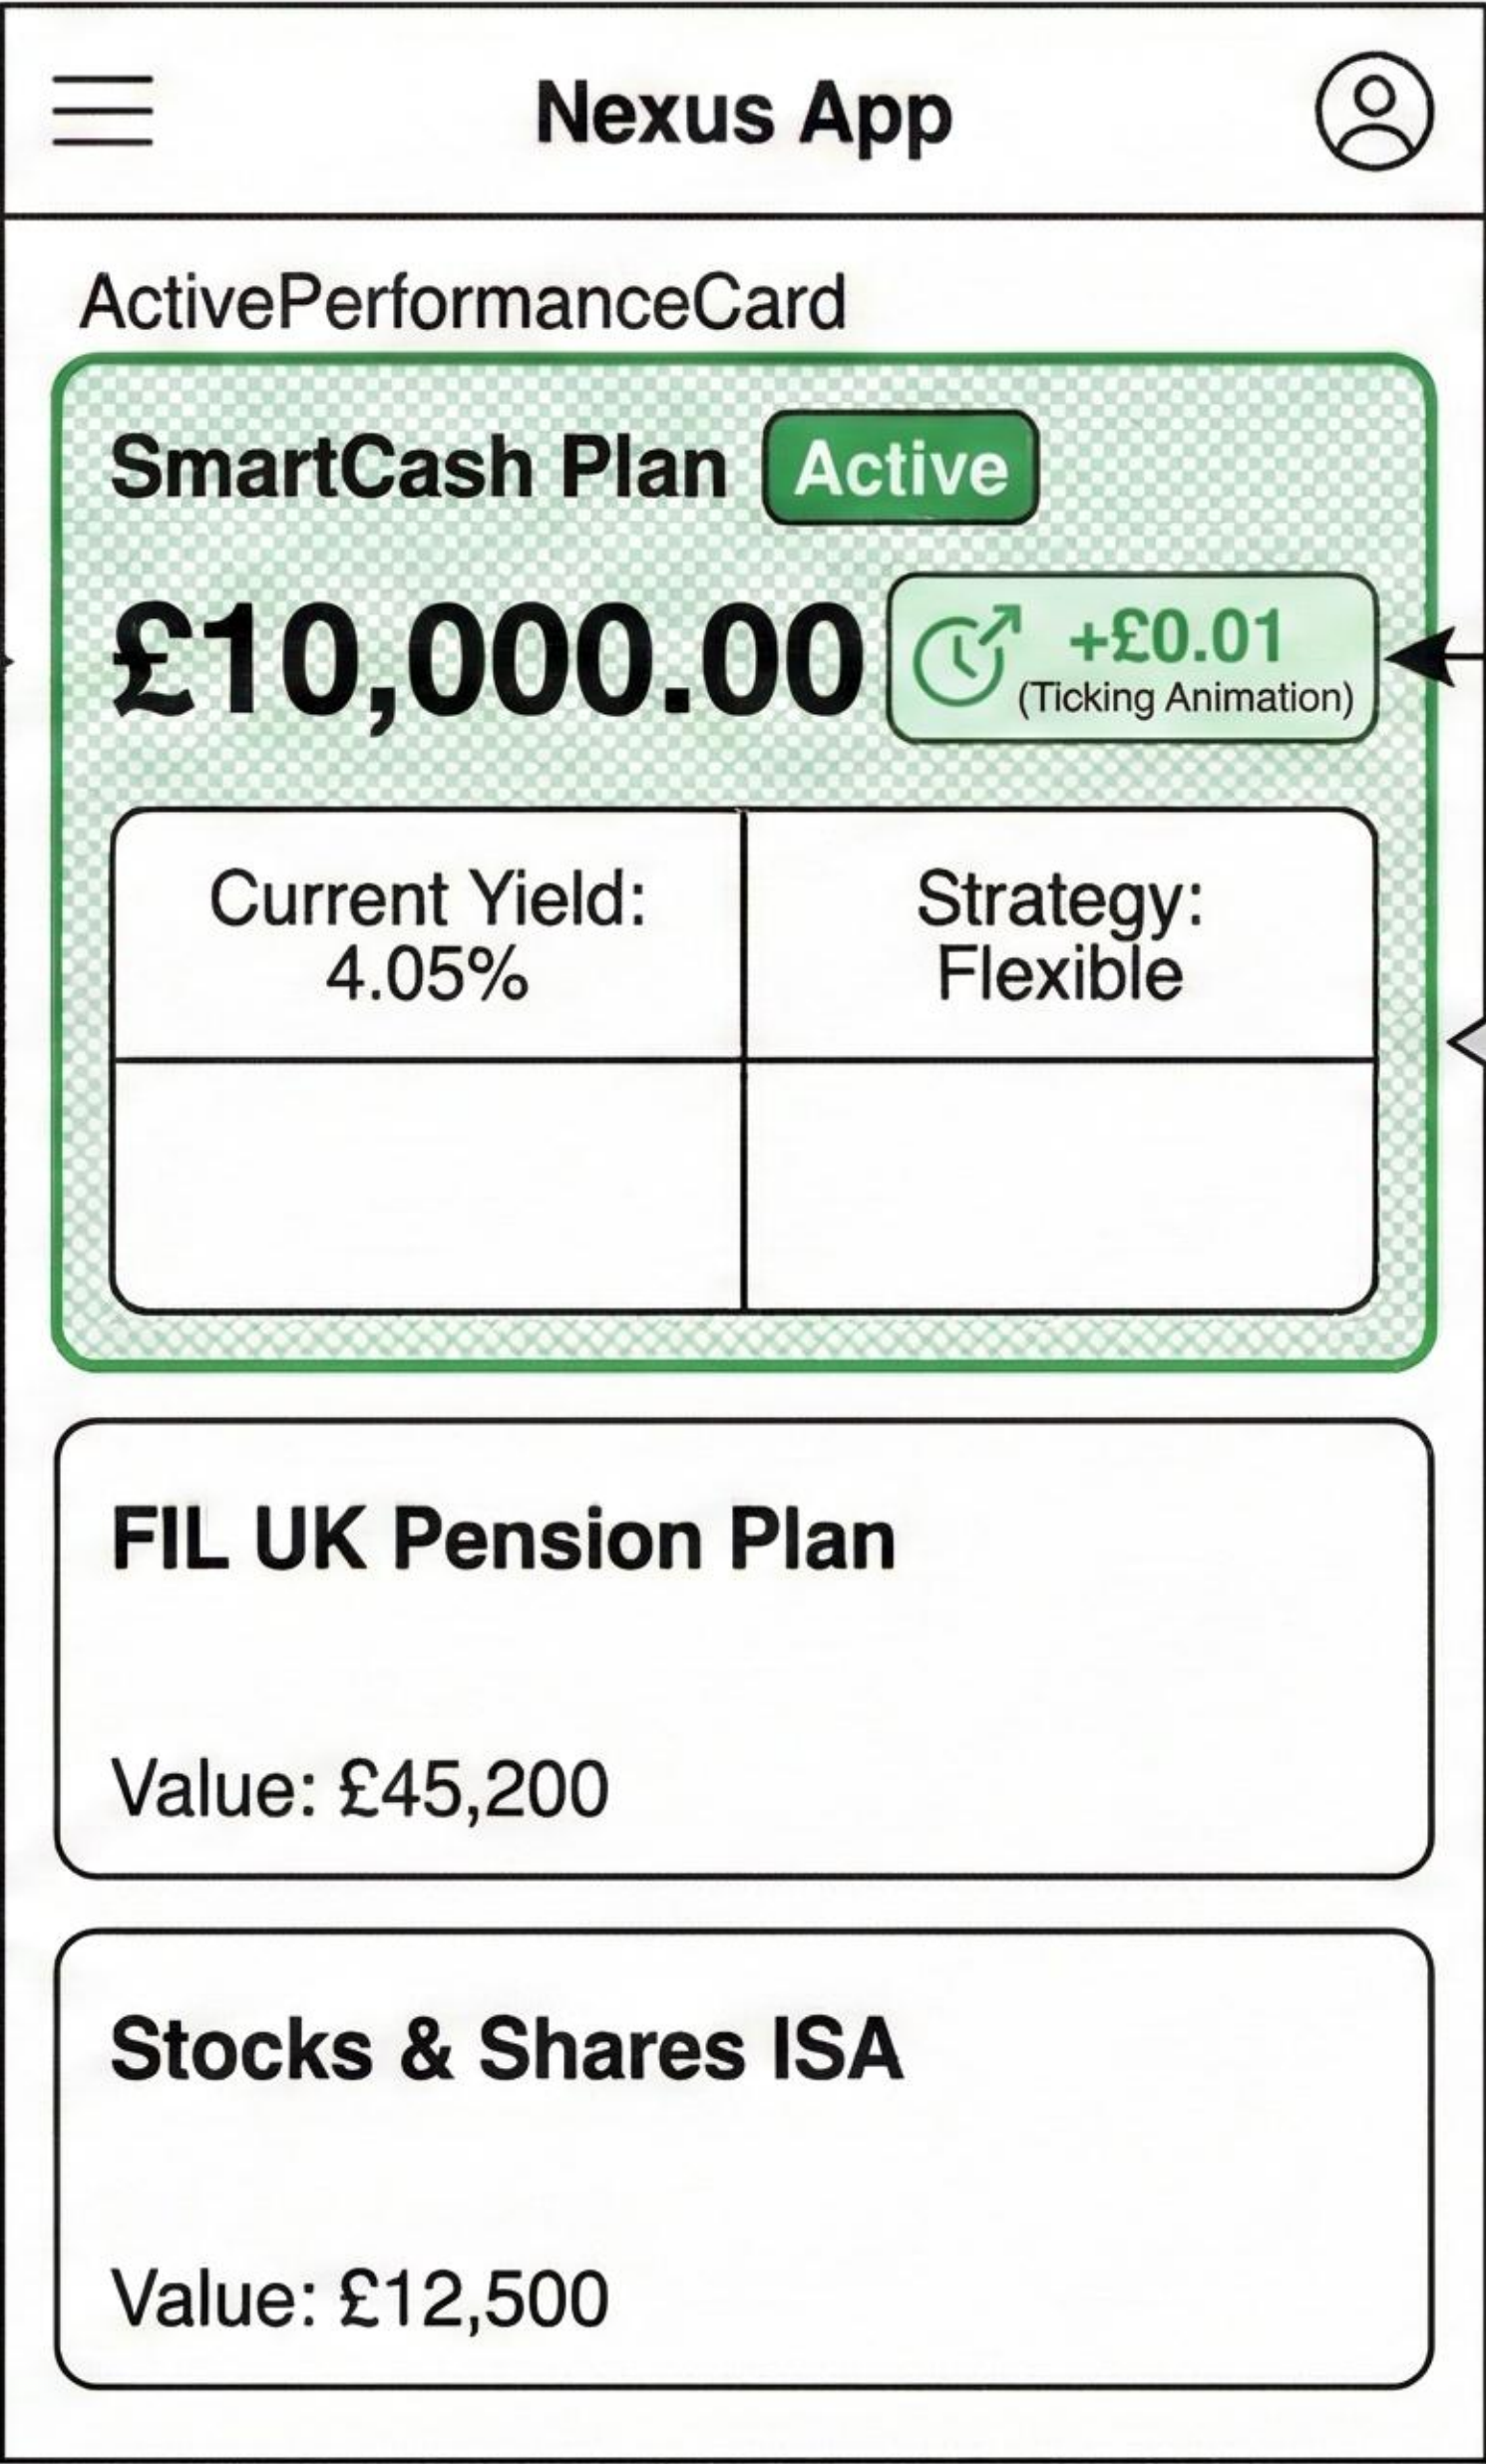 Nexus App
ActivePerformanceCard
SmartCash Plan
Active
£10,000.00
+£0.01
(Ticking Animation)
Current Yield:
4.05%
Strategy:
Flexible
FIL UK Pension Plan
Value: £45,200
Stocks & Shares ISA
Value: £12,500